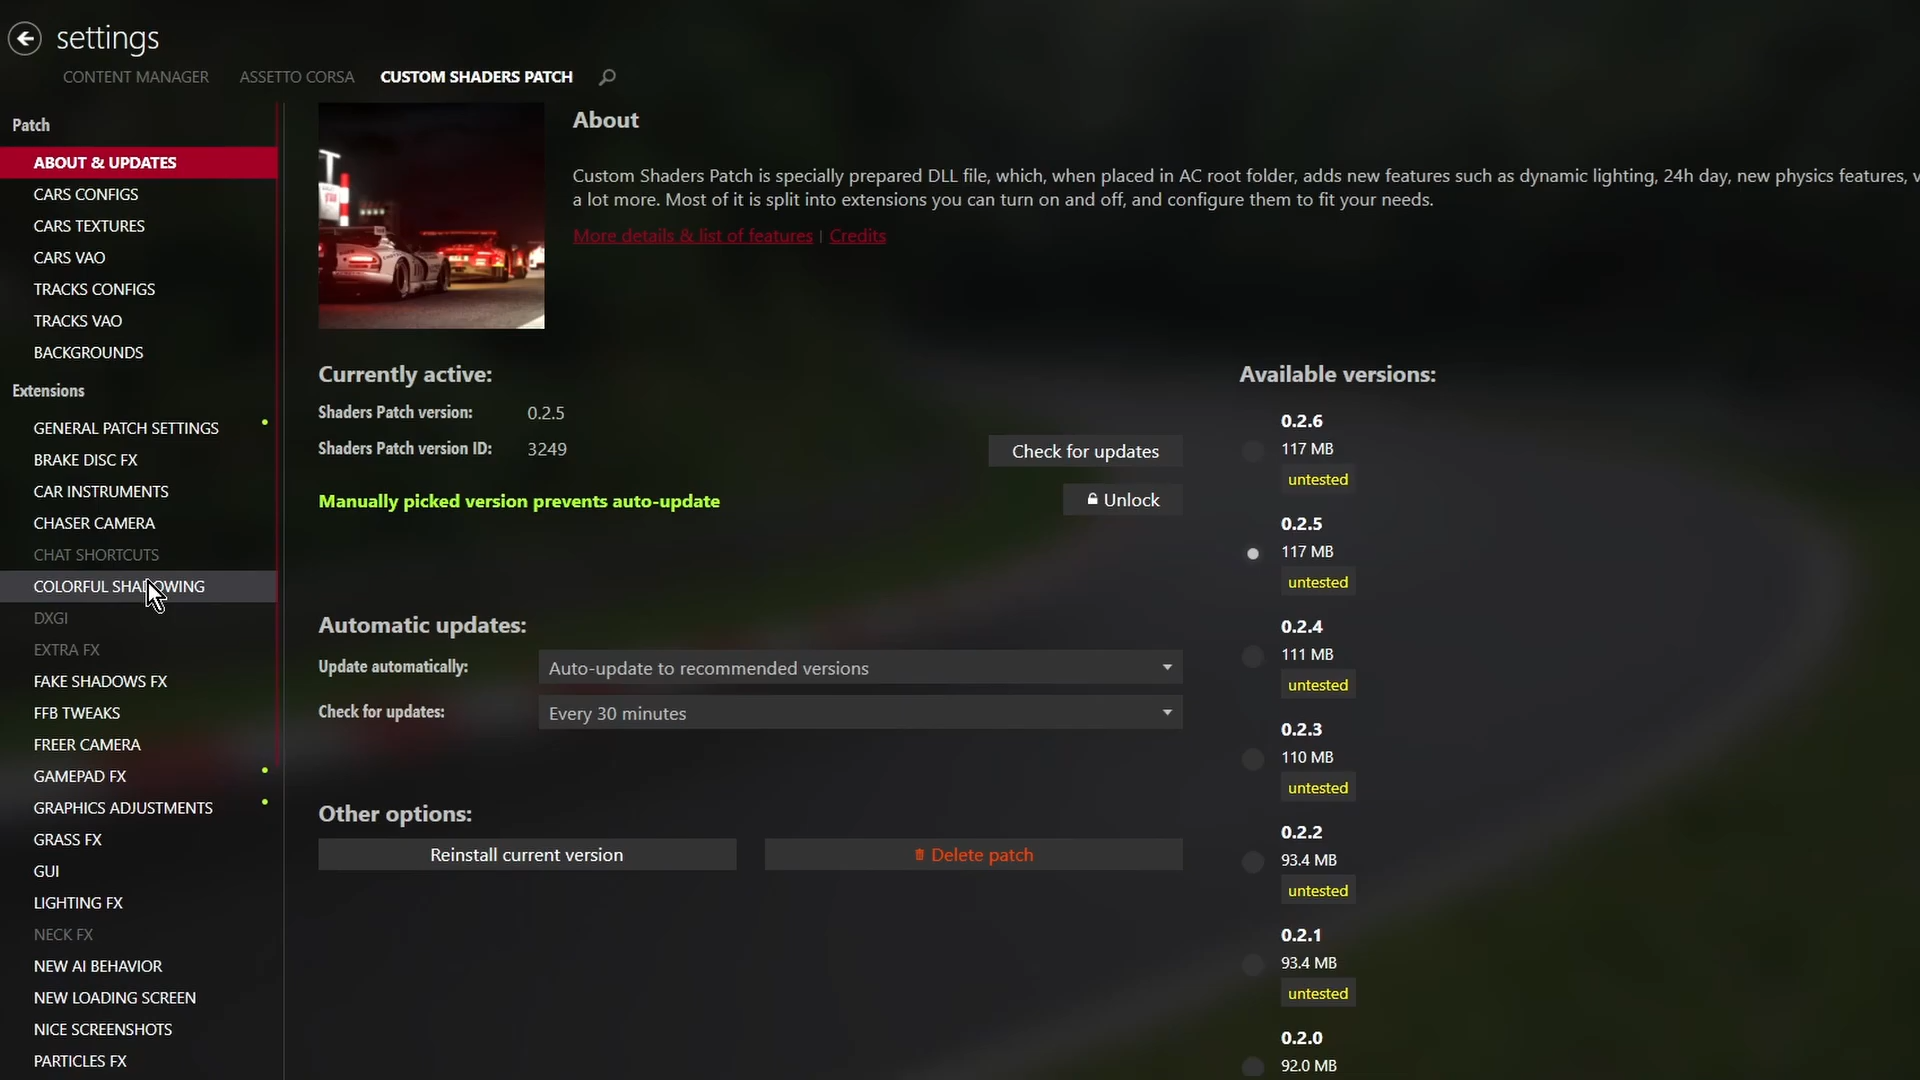 settings
CONTENT MANAGER ASSETTO CORSA CUSTOM SHADERS PATCH
Patch
ABOUT & UPDATES
CARS CONFIGS
CARS TEXTURES
CARS VAO
TRACKS CONFIGS
TRACKS VAO
BACKGROUNDS
Extensions
GENERAL PATCH SETTINGS
BRAKE DISC FX
CAR INSTRUMENTS
CHASER CAMERA
CHAT SHORTCUTS
COLORFUL SHADOWING
DXGI
EXTRA FX
FAKE SHADOWS FX
FFB TWEAKS
FREER CAMERA
GAMEPAD FX
GRAPHICS ADJUSTMENTS
GRASS FX
GUI
LIGHTING FX
NECK FX
NEW AI BEHAVIOR
NEW LOADING SCREEN
NICE SCREENSHOTS
PARTICLES FX
About
Custom Shaders Patch is specially prepared DLL file, which, when placed in AC root folder, adds new features such as dynamic lighting, 24h day, new physics features,
a lot more. Most of it is split into extensions you can turn on and off, and configure them to fit your needs.
More details & list of features | Credits
Currently active:
Shaders Patch version: 0.2.5
Shaders Patch version ID: 3249
Check for updates
Manually picked version prevents auto-update
Unlock
Automatic updates:
Update automatically: Auto-update to recommended versions
Check for updates: Every 30 minutes
Other options:
Reinstall current version
Delete patch
Available versions:
0.2.6
117 MB
untested
0.2.5
117 MB
untested
0.2.4
111 MB
untested
0.2.3
110 MB
untested
0.2.2
93.4 MB
untested
0.2.1
93.4 MB
untested
0.2.0
92.0 MB